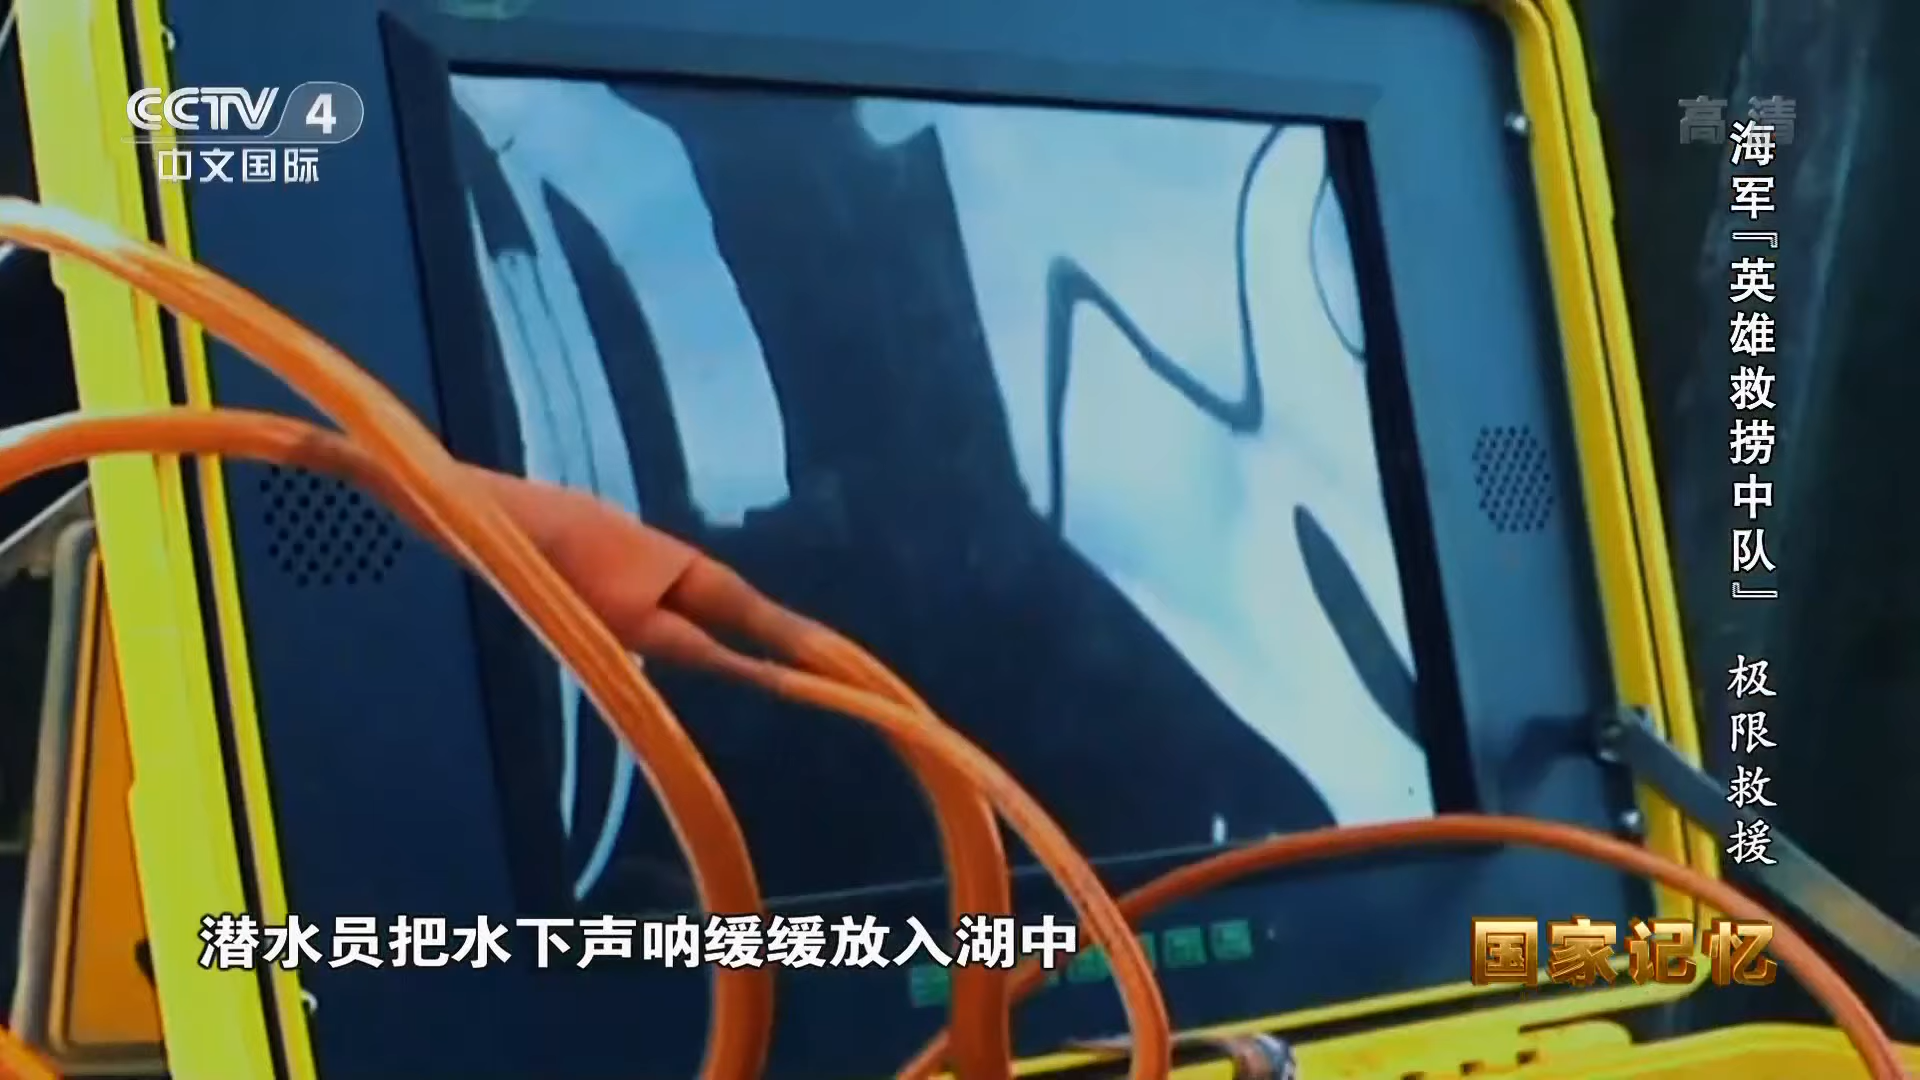 CCTV 4
中文国际
高清
海军『英雄救捞中队』 极限救援
潜水员把水下声呐缓缓放入湖中
国家记忆